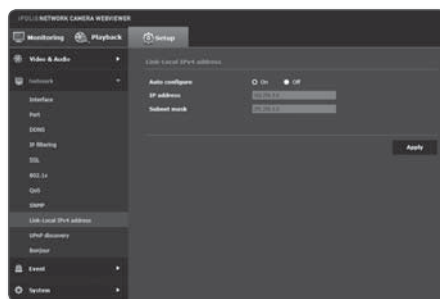 iPOLiS NETWORK CAMERA WEBVIEWER
Monitoring Playback Setup
Video & Audio
Network
Interface
Port
DDNS
IP filtering
SSL
802.1x
QoS
SNMP
Link-Local IPv4 address
UPnP discovery
Bonjour
Event
System
Link-Local IPv4 address
Auto configure On Off
IP address
Subnet mask
Apply